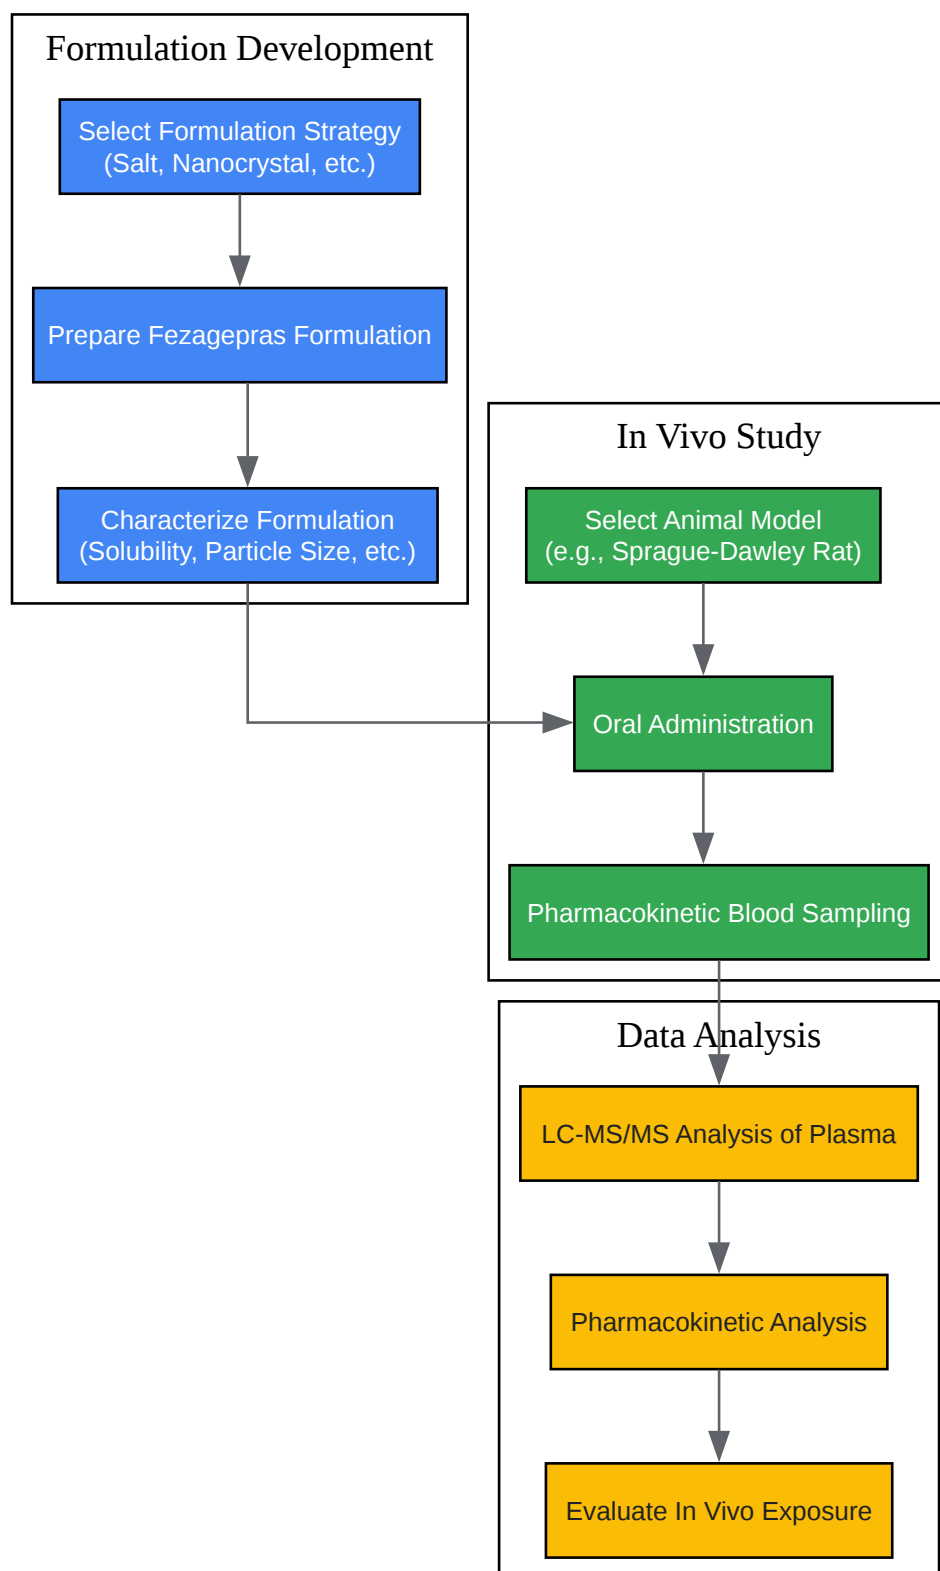 Formulation Development
Select Formulation Strategy
(Salt, Nanocrystal, etc.)
Prepare Fezagepras Formulation
Characterize Formulation
(Solubility, Particle Size, etc.)
In Vivo Study
Select Animal Model
(e.g., Sprague-Dawley Rat)
Oral Administration
Pharmacokinetic Blood Sampling
Data Analysis
LC-MS/MS Analysis of Plasma
Pharmacokinetic Analysis
Evaluate In Vivo Exposure